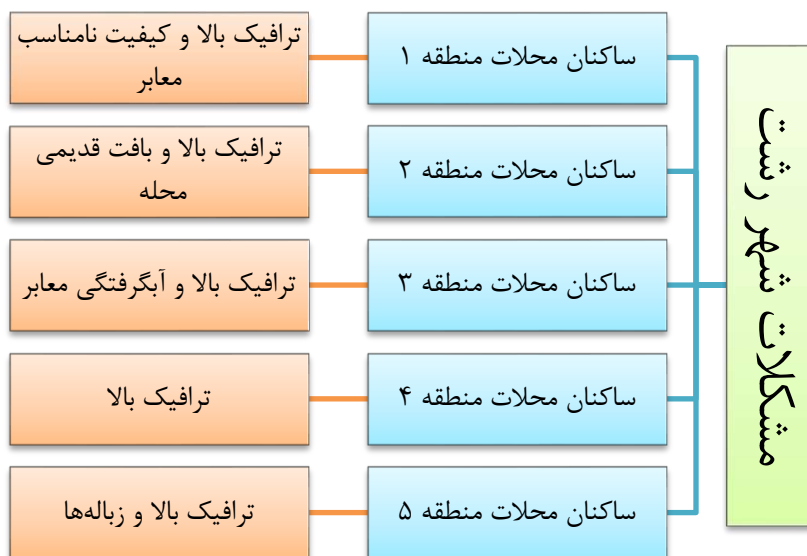 مشکلات شهر رشت
ساکنان محلات منطقه ۱
ترافیک بالا و کیفیت نامناسب
معابر
ساکنان محلات منطقه ۲
ترافیک بالا و بافت قدیمی
محله
ساکنان محلات منطقه ۳
ترافیک بالا و آبگرفتگی معابر
ساکنان محلات منطقه ۴
ترافیک بالا
ساکنان محلات منطقه ۵
ترافیک بالا و زباله‌ها